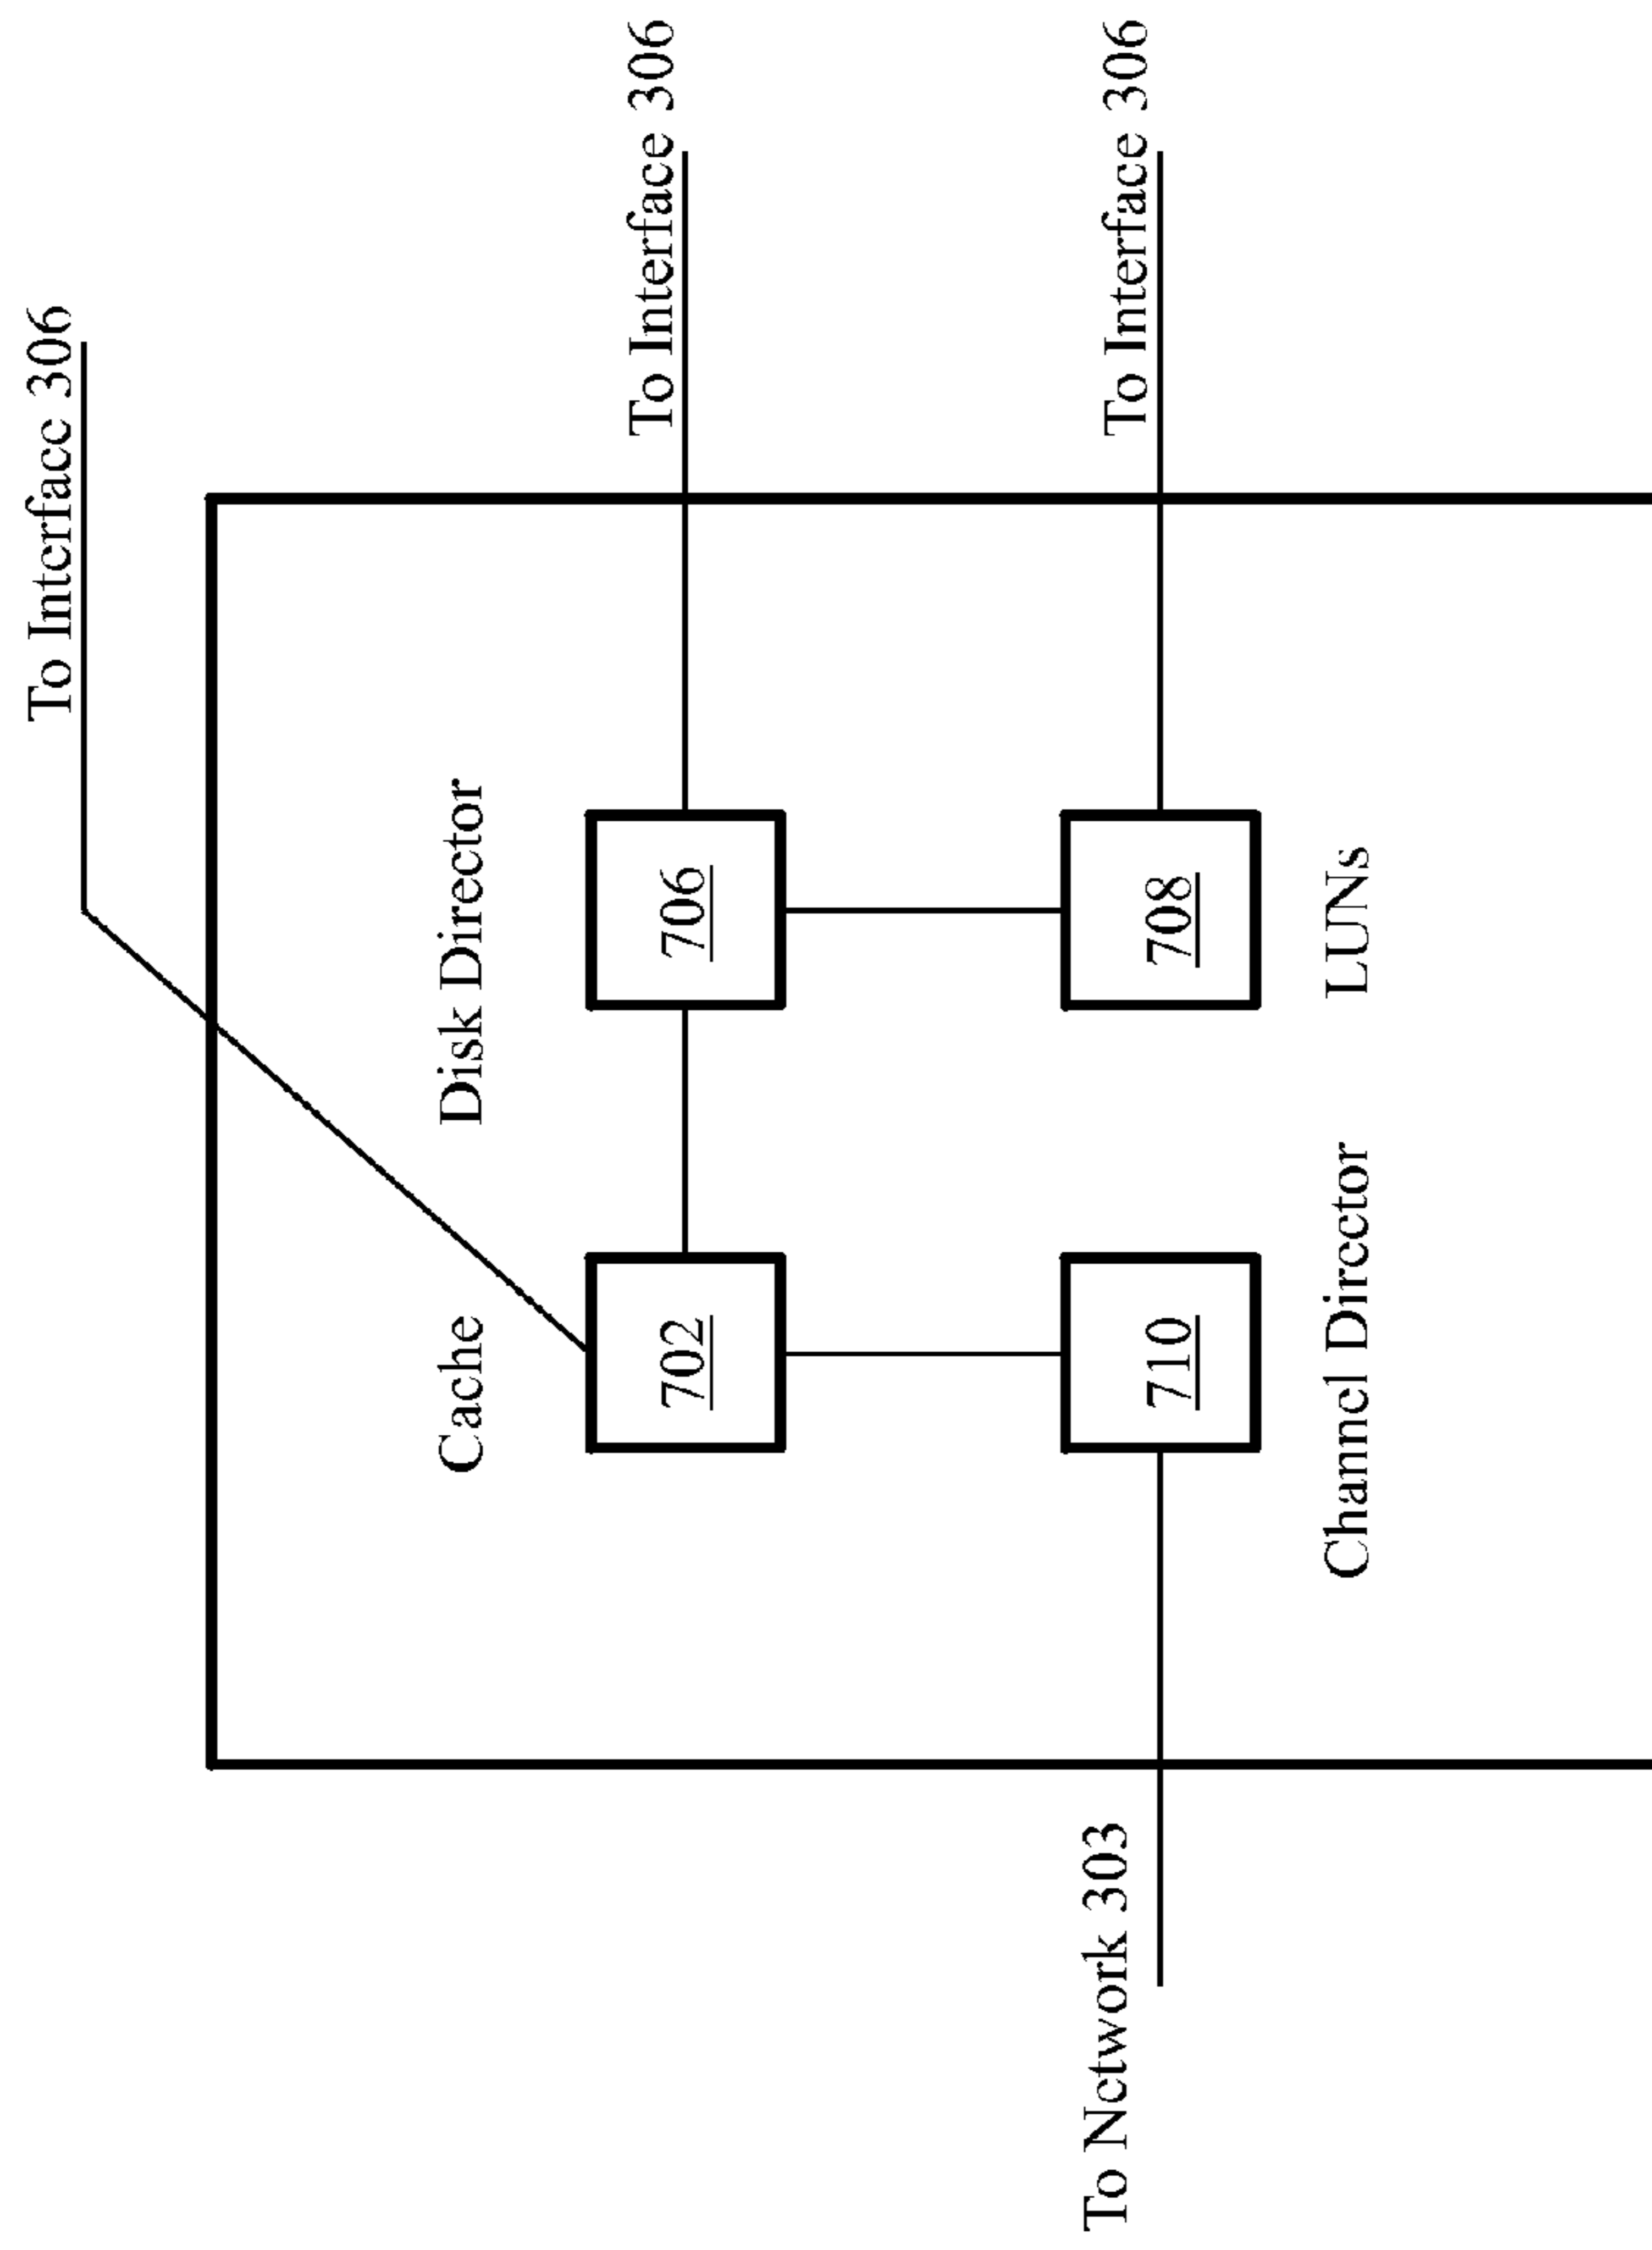 To Interface 306
Cache
Disk Director
702
706
To Interface 306
To Network 303
710
708
To Interface 306
Channel Director
LUNs